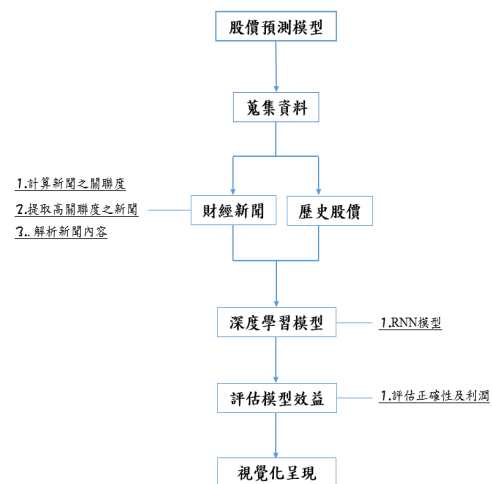 股價預測模型
蒐集資料
1.計算新聞之關聯度
2.提取高關聯度之新聞
3..解析新聞內容
財經新聞
歷史股價
深度學習模型
1.RNN模型
評估模型效益
1.評估正確性及利潤
視覺化呈現